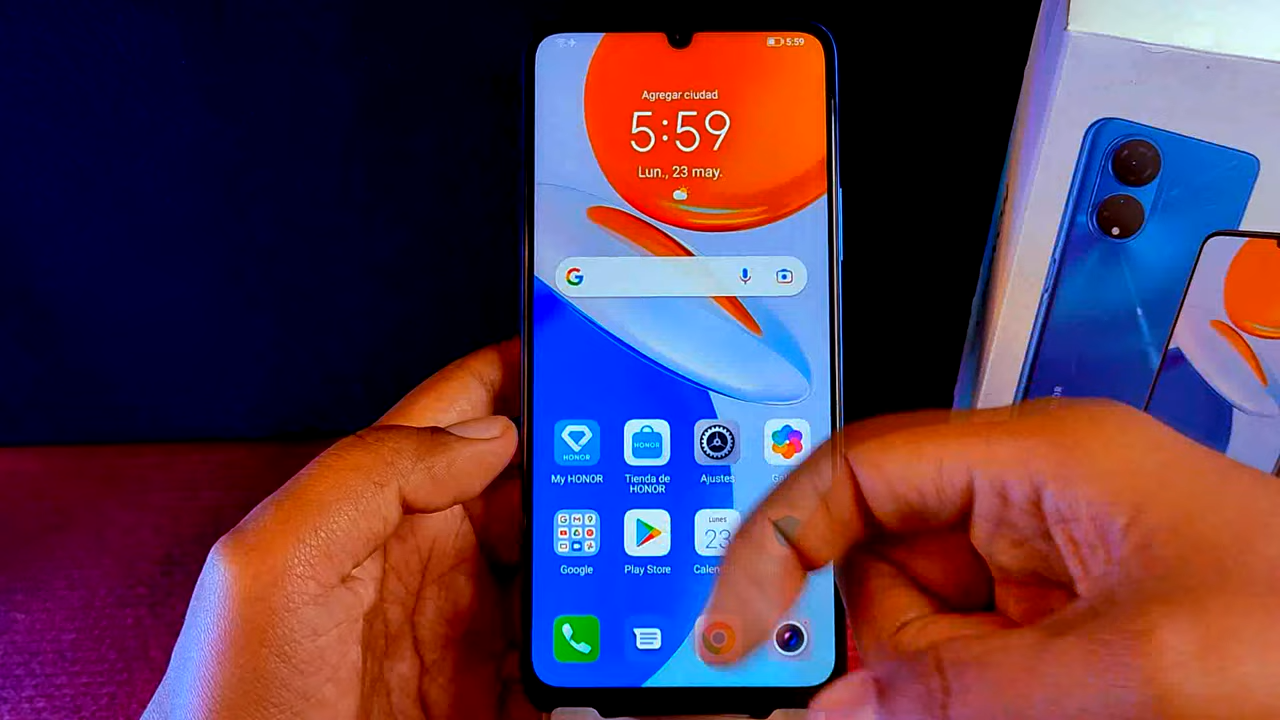 5:59
Agregar ciudad
5:59
Lun., 23 may.
HONOR
HONOR
My HONOR
Tienda de
HONOR
Ajustes
Lunes
23
Google
Play Store